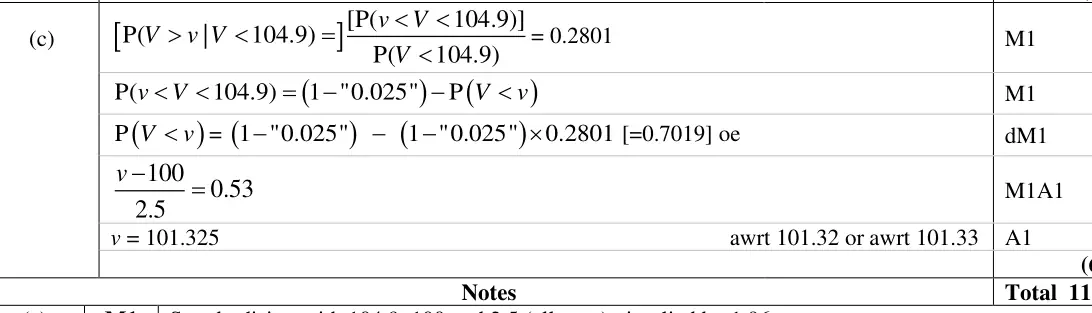 (c) [P(V > v | V < 104.9) =] [P(v < V < 104.9)] / P(V < 104.9) = 0.2801 M1
P(v < V < 104.9) = (1 − "0.025") − P(V < v) M1
P(V < v) = (1 − "0.025") − (1 − "0.025") × 0.2801 [=0.7019] oe dM1
v − 100 / 2.5 = 0.53 M1A1
v = 101.325 awrt 101.32 or awrt 101.33 A1
Notes Total 11